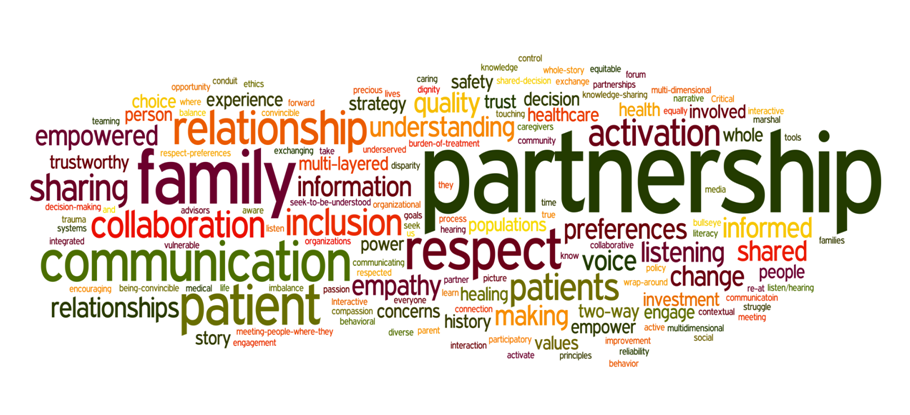 control
knowledge whole-story equitable
conduit ethics caring safety shared-decision exchange forum
opportunity precious lives dignity partnerships multi-dimensional
choice where experience forward strategy quality trust decision knowledge-sharing narrative Critical
person balance convincible touching healthcare health equally involved interactive
teaming relationship understanding caregivers activation marshal
empowered burden-of-treatment community whole tools
respect-preferences exchanging take underserved
trustworthy family multi-layered disparity partnership
sharing information they media
seek-to-be-understood organizational time
decision-making and advisors aware inclusion goals process true
trauma collaboration listen seek hearing populations preferences bullseye informed
systems us literacy
integrated vulnerable organizations power respect know collaborative listening shared families
communication communicating voice policy people
respected partner picture wrap-around change
encouraging being-convincible medical life imbalance passion empathy learn healing patients re-at listen/hearing
relationships patient Interactive everyone connection investment communicatoin
compassion concerns history making two-way engage contextual struggle
behavioral meeting
story meeting-people-where-they diverse parent empower active multidimensional
engagement participatory values improvement social
interaction reliability
activate principles
behavior